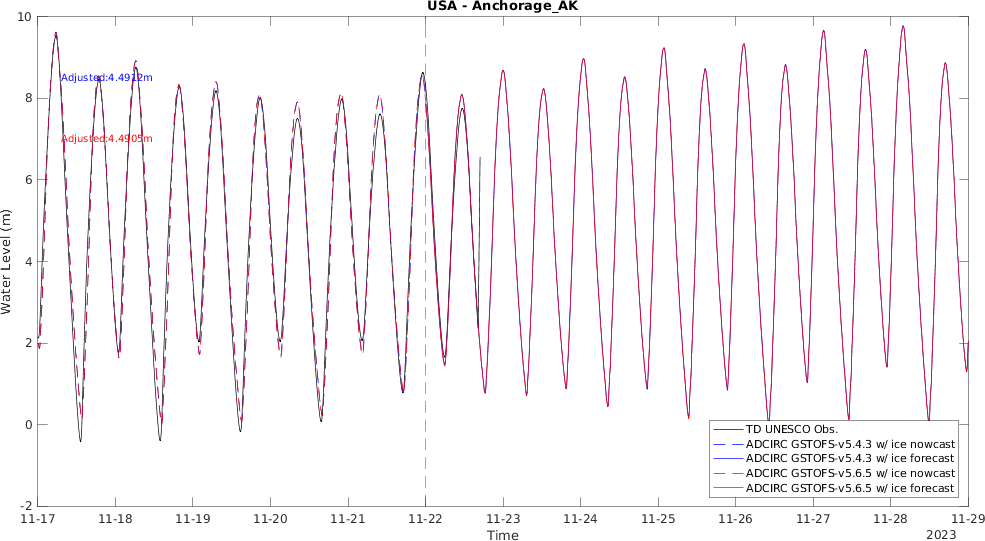 USA - Anchorage_AK
10
8
6
4
2
0
-2
Water Level (m)
Adjusted:4.4912m
Adjusted:4.4905m
TD UNESCO Obs.
ADCIRC GSTOFS-v5.4.3 w/ ice nowcast
ADCIRC GSTOFS-v5.4.3 w/ ice forecast
ADCIRC GSTOFS-v5.6.5 w/ ice nowcast
ADCIRC GSTOFS-v5.6.5 w/ ice forecast
11-17 11-18 11-19 11-20 11-21 11-22 11-23 11-24 11-25 11-26 11-27 11-28 11-29
Time
2023